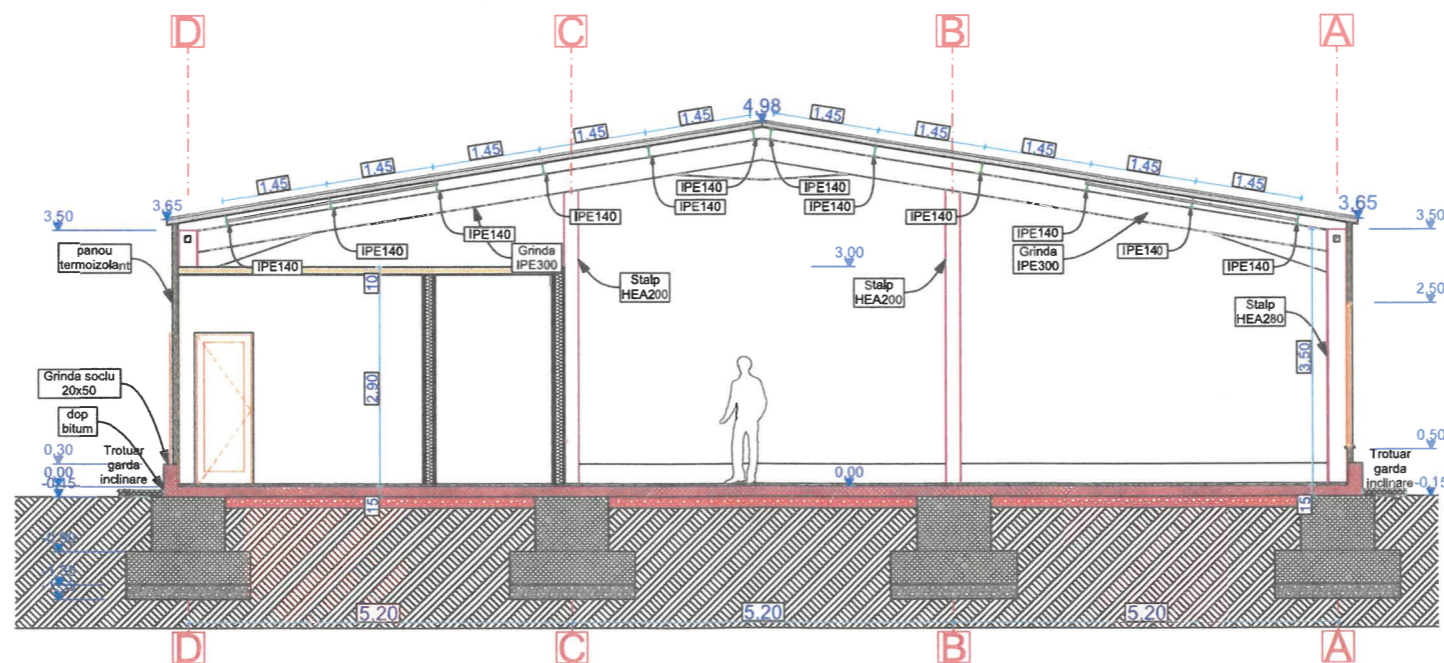 D
C
B
A
4.98
1.45
1.45
1.45
1.45
1.45
1.45
1.45
1.45
1.45
1.45
3.65
3.65
3,50
3,50
IPE140
IPE140
IPE140
IPE140
IPE140
IPE140
IPE140
IPE140
IPE140
IPE140
IPE140
IPE140
Grinda
IPE300
Grinda
IPE300
panou
termoizolant
3,00
10
Stalp
HEA200
Stalp
HEA200
Stalp
HEA280
2,50
2.90
3.50
Grinda soclu
20x50
dop
bitum
Trotuar
garda
inclinare
0,30
0,00
-0,15
0,00
0,50
Trotuar
garda
inclinare
-0,15
15
15
5.20
5.20
5.20
D
C
B
A